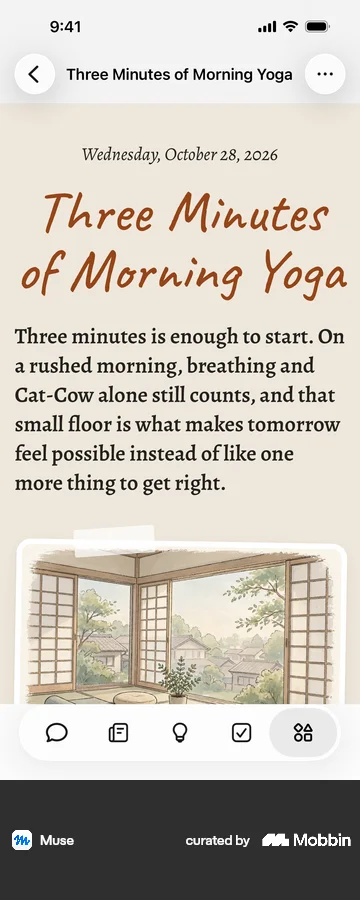 9:41
Three Minutes of Morning Yoga
Wednesday, October 28, 2026
Three Minutes
of Morning Yoga
Three minutes is enough to start. On
a rushed morning, breathing and
Cat-Cow alone still counts, and that
small floor is what makes tomorrow
feel possible instead of like one
more thing to get right.
Muse
curated by Mobbin